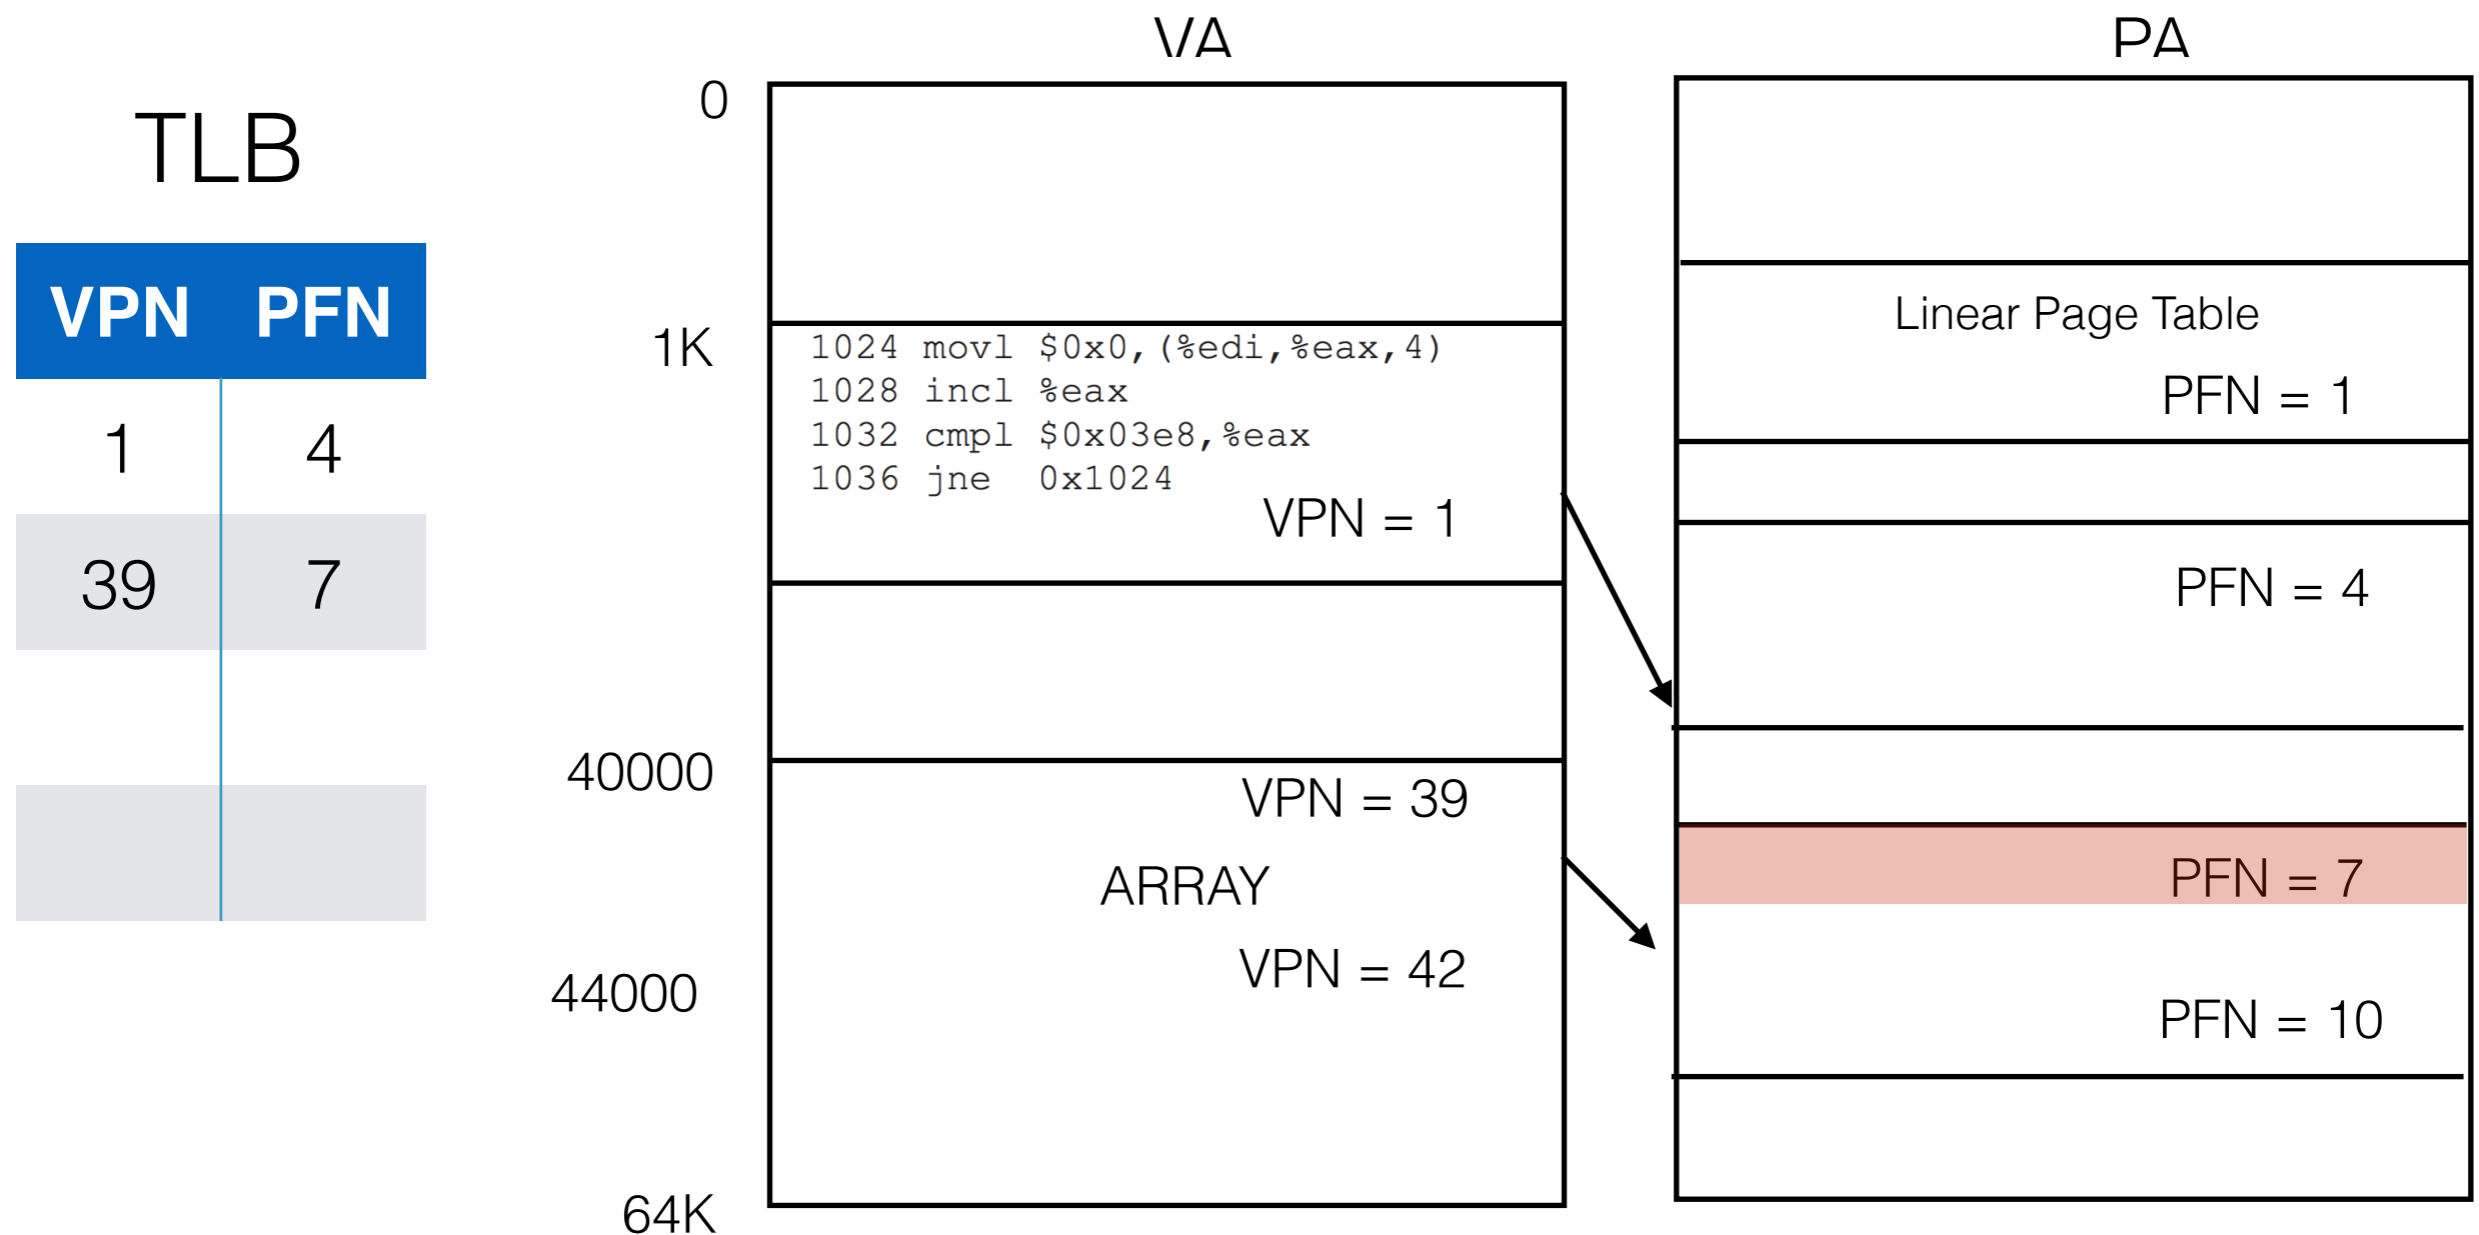 TLB
VPN PFN
1 4
39 7
VA
0
1K
1024 movl $0x0,(%edi,%eax,4)
1028 incl %eax
1032 cmpl $0x03e8,%eax
1036 jne 0x1024
VPN = 1
40000
VPN = 39
ARRAY
VPN = 42
44000
64K
PA
Linear Page Table
PFN = 1
PFN = 4
PFN = 7
PFN = 10